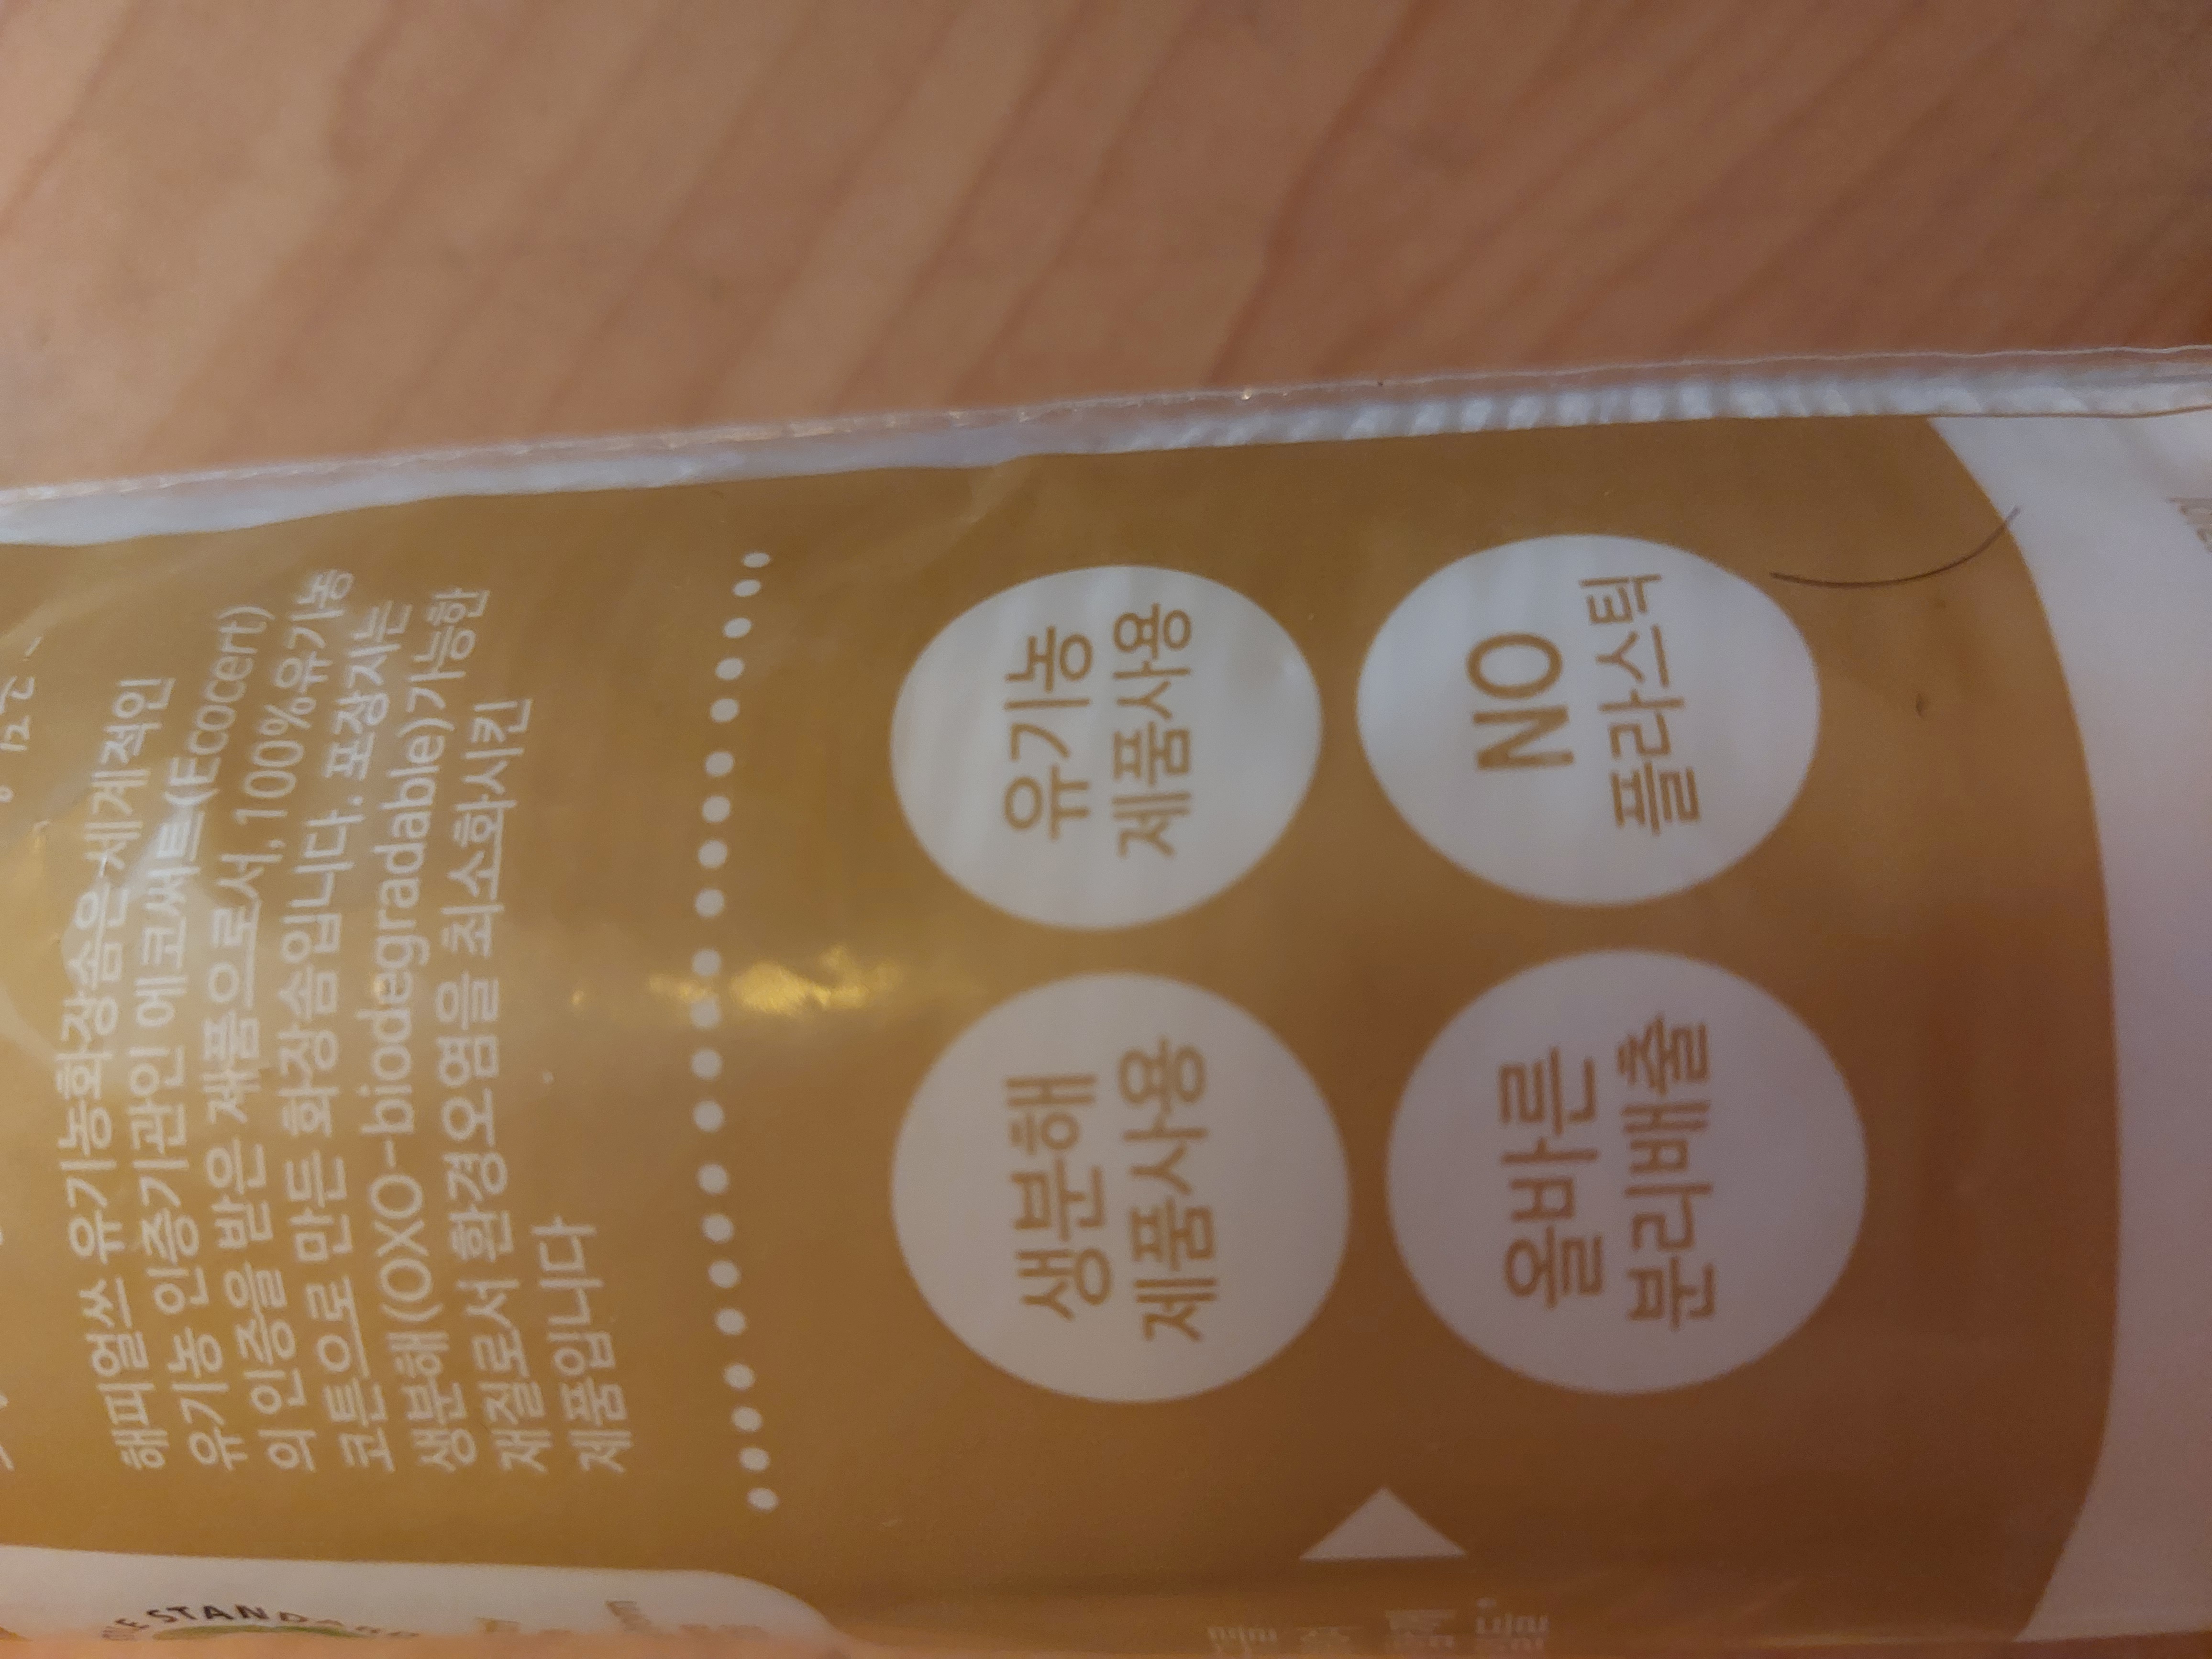 해피얼쓰 유기농화장솜은 세계적인
유기농 인증기관인 에코써트(Ecocert)
의 인증을 받은 제품으로서, 100%유기농
코튼으로 만든 화장솜입니다. 포장지는
생분해(OXO-biodegradable)가능한
재질로서 환경오염을 최소화시킨
제품입니다
생분해
제품사용
유기농
제품사용
올바른
분리배출
NO
플라스틱
STANDARD